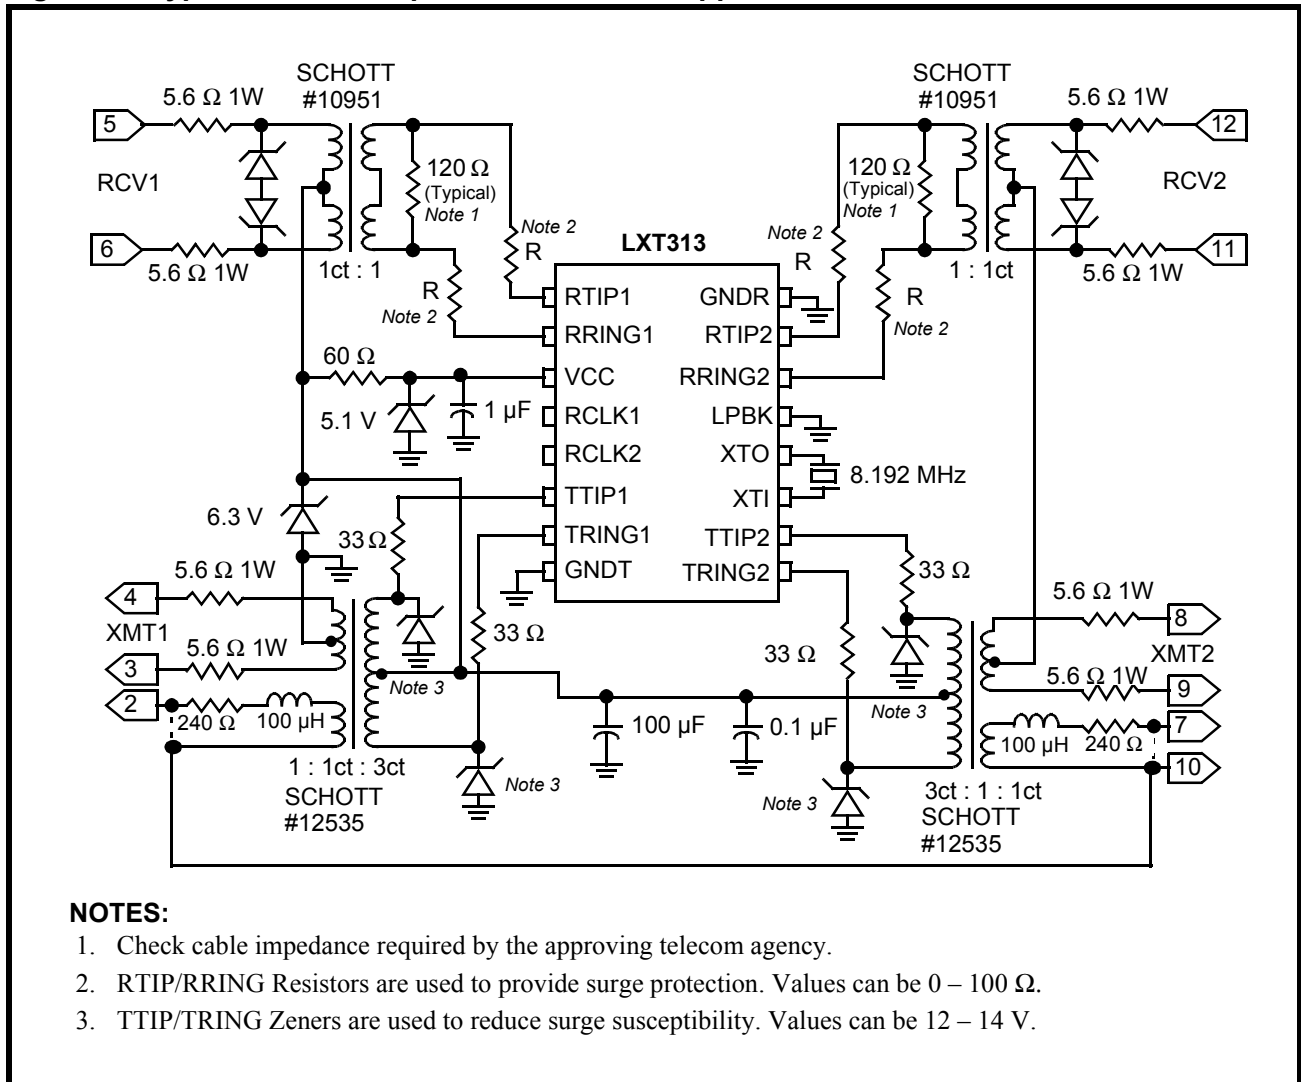 SCHOTT
#10951
SCHOTT
#10951
5.6 Ω 1W
5.6 Ω 1W
5
12
120 Ω
(Typical)
Note 1
120 Ω
(Typical)
Note 1
RCV1
RCV2
Note 2
R
Note 2
R
LXT313
6
11
5.6 Ω 1W
1ct : 1
1 : 1ct
5.6 Ω 1W
R
Note 2
R
Note 2
RTIP1
GNDR
RRING1
RTIP2
60 Ω
VCC
RRING2
5.1 V
1 µF
RCLK1
LPBK
RCLK2
XTO
8.192 MHz
TTIP1
XTI
6.3 V
33 Ω
TRING1
TTIP2
GNDT
TRING2
33 Ω
5.6 Ω 1W
5.6 Ω 1W
4
8
XMT1
33 Ω
33 Ω
XMT2
5.6 Ω 1W
5.6 Ω 1W
3
9
Note 3
Note 3
2
7
240 Ω
100 µH
100 µF
0.1 µF
100 µH
240 Ω
10
1 : 1ct : 3ct
SCHOTT
#12535
Note 3
Note 3
3ct : 1 : 1ct
SCHOTT
#12535
NOTES:
1. Check cable impedance required by the approving telecom agency.
2. RTIP/RRING Resistors are used to provide surge protection. Values can be 0 – 100 Ω.
3. TTIP/TRING Zeners are used to reduce surge susceptibility. Values can be 12 – 14 V.